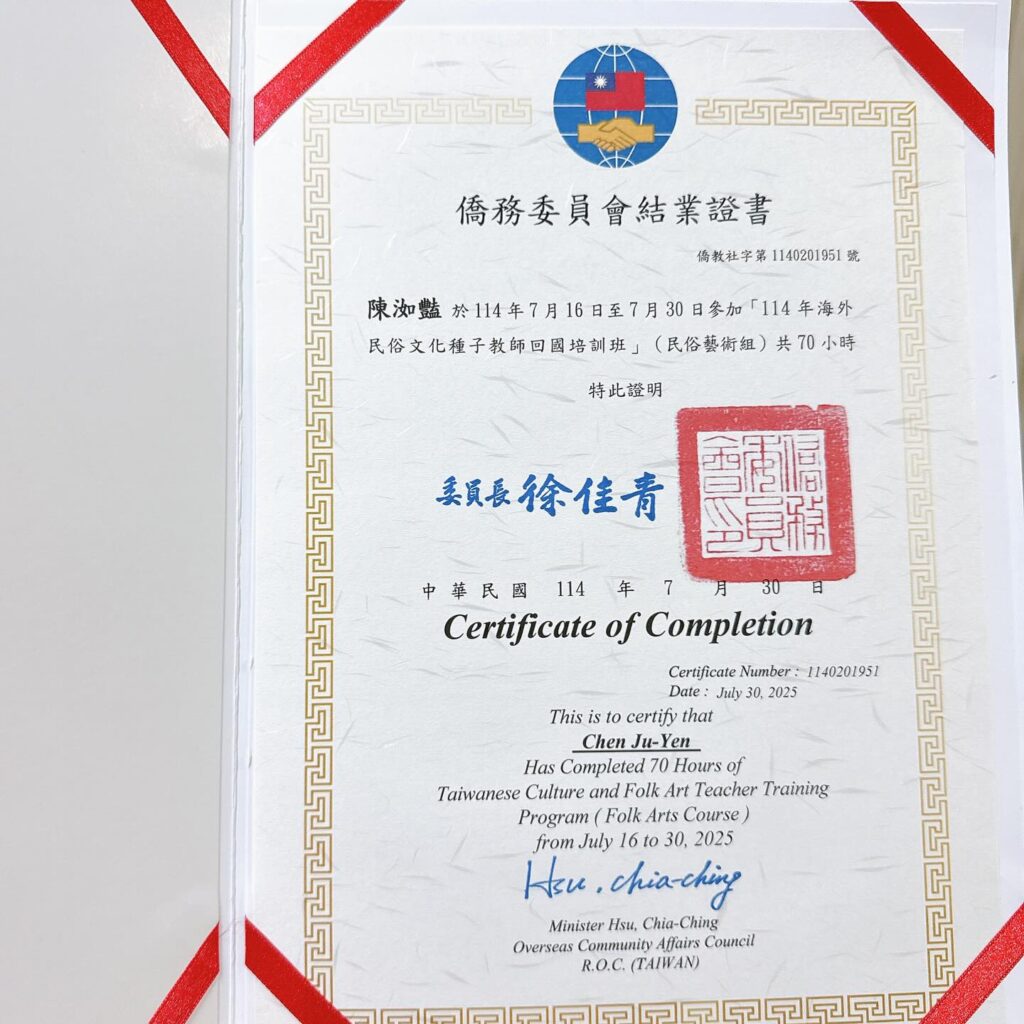 僑務委員會結業證書
僑教社字第 1140201951 號
陳洳豔 於 114 年 7 月 16 日至 7 月 30 日參加「114 年海外
民俗文化種子教師回國培訓班」（民俗藝術組）共 70 小時
特此證明
委員長 徐佳青
僑務委員會印
中華民國 114 年 7 月 30 日
Certificate of Completion
Certificate Number : 1140201951
Date : July 30, 2025
This is to certify that
Chen Ju-Yen
Has Completed 70 Hours of
Taiwanese Culture and Folk Art Teacher Training
Program ( Folk Arts Course )
from July 16 to 30, 2025
Hsu, chia-ching
Minister Hsu, Chia-Ching
Overseas Community Affairs Council
R.O.C. (TAIWAN)